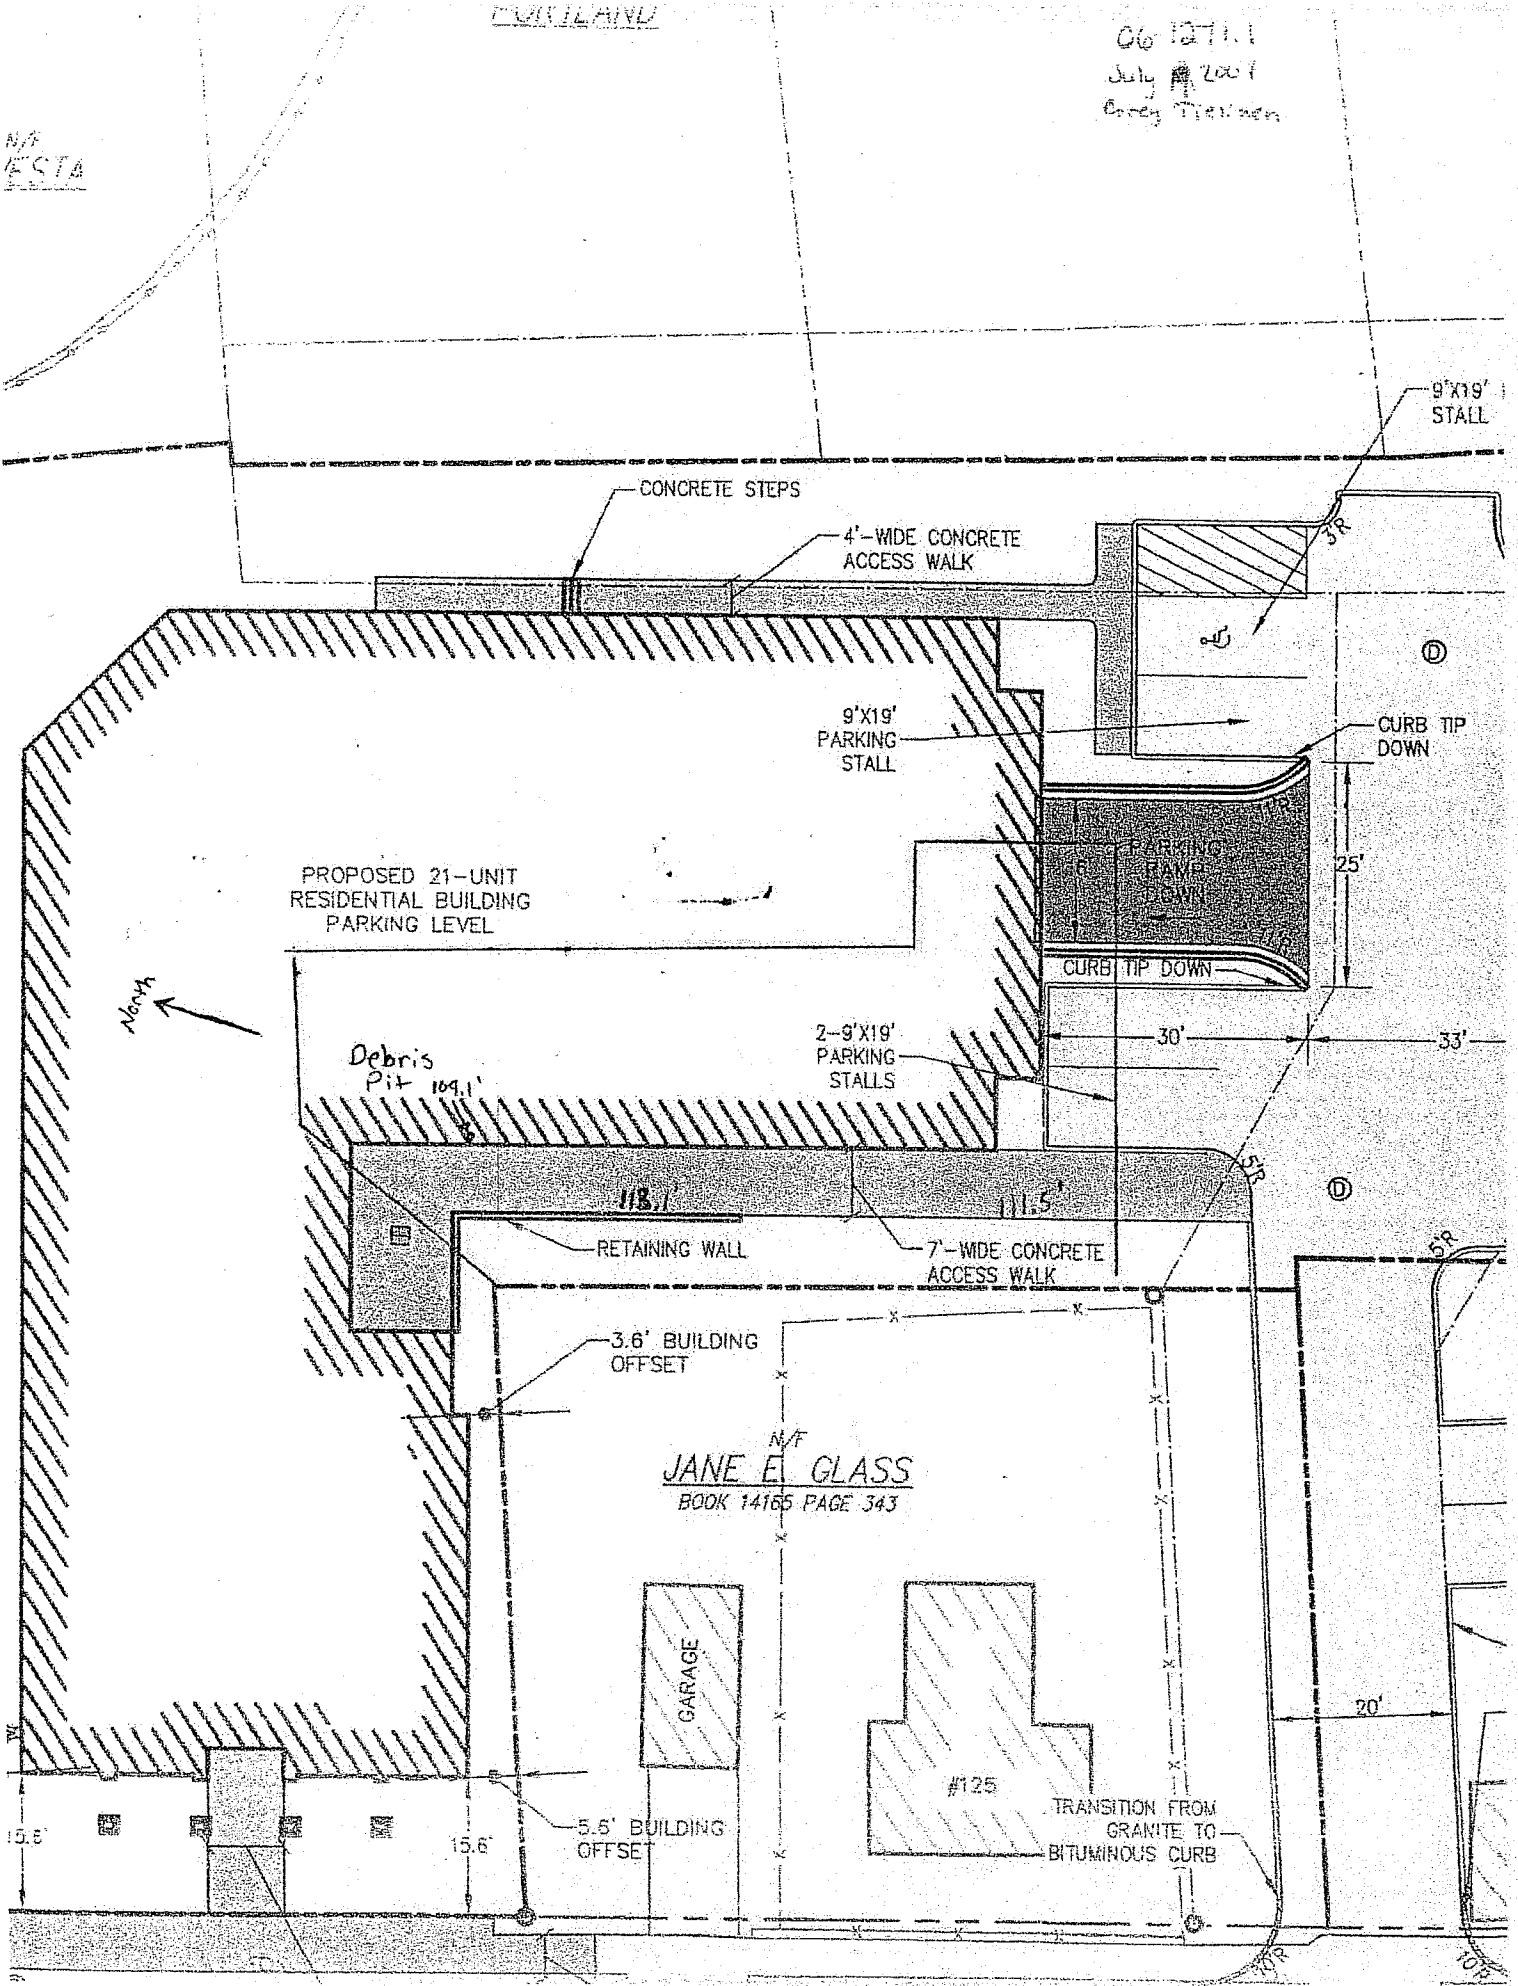 PORTLAND
06 1271.1
July 2007
Corey
N/F
VESTA
9'X19'
STALL
CONCRETE STEPS
4'-WIDE CONCRETE
ACCESS WALK
3'R
D
9'X19'
PARKING
STALL
CURB TIP
DOWN
10'R
PARKING
RAMP
DOWN
25'
PROPOSED 21-UNIT
RESIDENTIAL BUILDING
PARKING LEVEL
CURB TIP DOWN
North
30'
33'
2-9'X19'
PARKING
STALLS
Debris
Pit 109.1'
5'R
D
118.1'
111.5'
RETAINING WALL
7'-WIDE CONCRETE
ACCESS WALK
5'R
3.6' BUILDING
OFFSET
N/F
JANE E. GLASS
BOOK 14165 PAGE 343
GARAGE
20'
#125
TRANSITION FROM
GRANITE TO
BITUMINOUS CURB
15.6'
15.6'
5.6' BUILDING
OFFSET
10'R
10'R